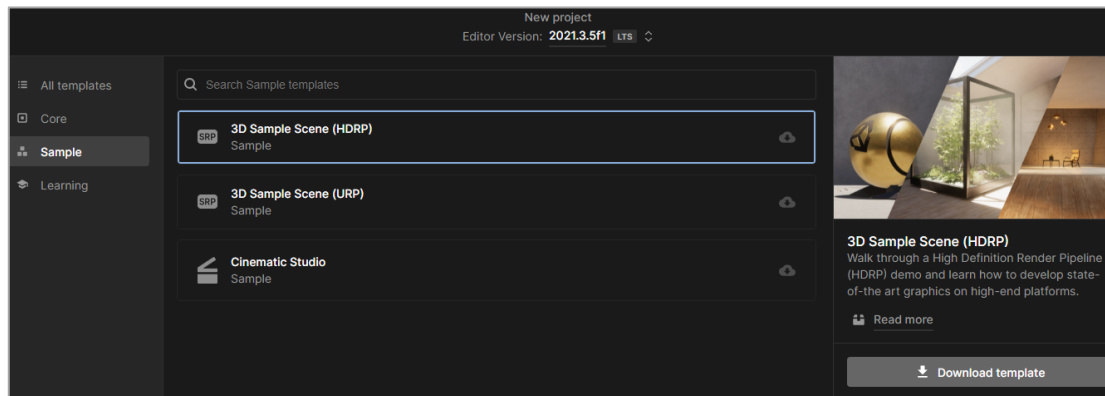 New project
Editor Version: 2021.3.5f1 LTS
All templates
Core
Sample
Learning
Search Sample templates
SRP
3D Sample Scene (HDRP)
Sample
SRP
3D Sample Scene (URP)
Sample
Cinematic Studio
Sample
3D Sample Scene (HDRP)
Walk through a High Definition Render Pipeline
(HDRP) demo and learn how to develop state-
of-the art graphics on high-end platforms.
Read more
Download template